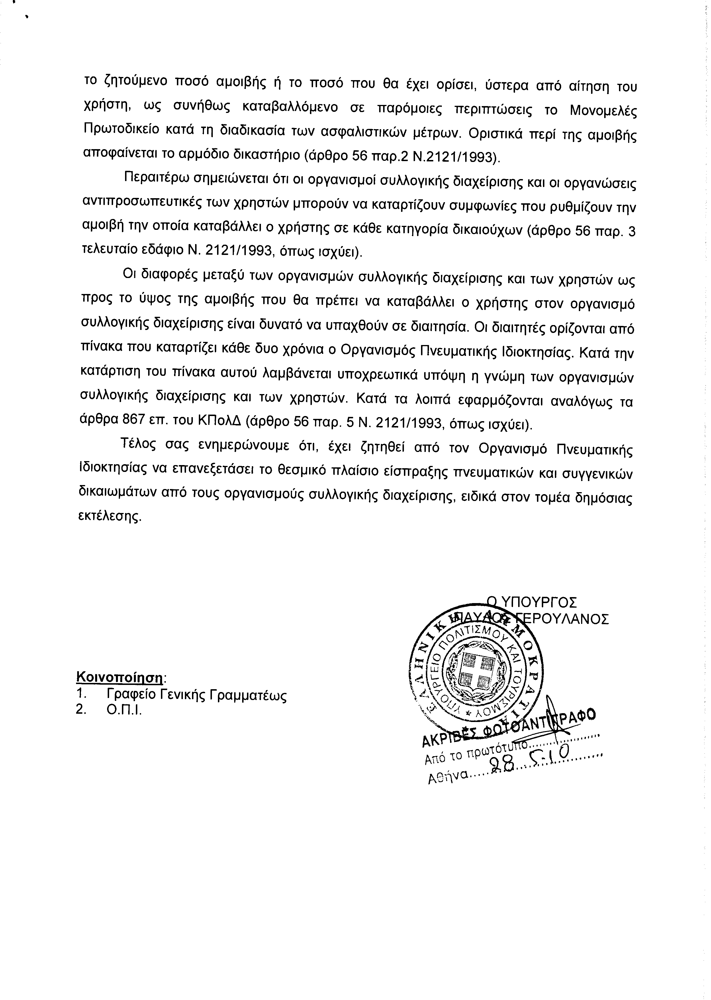 το ζητούμενο ποσό αμοιβής ή το ποσό που θα έχει ορίσει, ύστερα από αίτηση του
χρήστη, ως συνήθως καταβαλλόμενο σε παρόμοιες περιπτώσεις το Μονομελές
Πρωτοδικείο κατά τη διαδικασία των ασφαλιστικών μέτρων. Οριστικά περί της αμοιβής
αποφαίνεται το αρμόδιο δικαστήριο (άρθρο 56 παρ.2 Ν.2121/1993).
Περαιτέρω σημειώνεται ότι οι οργανισμοί συλλογικής διαχείρισης και οι οργανώσεις
αντιπροσωπευτικές των χρηστών μπορούν να καταρτίζουν συμφωνίες που ρυθμίζουν την
αμοιβή την οποία καταβάλλει ο χρήστης σε κάθε κατηγορία δικαιούχων (άρθρο 56 παρ. 3
τελευταίο εδάφιο Ν. 2121/1993, όπως ισχύει).
Οι διαφορές μεταξύ των οργανισμών συλλογικής διαχείρισης και των χρηστών ως
προς το ύψος της αμοιβής που θα πρέπει να καταβάλλει ο χρήστης στον οργανισμό
συλλογικής διαχείρισης είναι δυνατό να υπαχθούν σε διαιτησία. Οι διαιτητές ορίζονται από
πίνακα που καταρτίζει κάθε δυο χρόνια ο Οργανισμός Πνευματικής Ιδιοκτησίας. Κατά την
κατάρτιση του πίνακα αυτού λαμβάνεται υποχρεωτικά υπόψη η γνώμη των οργανισμών
συλλογικής διαχείρισης και των χρηστών. Κατά τα λοιπά εφαρμόζονται αναλόγως τα
άρθρα 867 επ. του ΚΠολΔ (άρθρο 56 παρ. 5 Ν. 2121/1993, όπως ισχύει).
Τέλος σας ενημερώνουμε ότι, έχει ζητηθεί από τον Οργανισμό Πνευματικής
Ιδιοκτησίας να επανεξετάσει το θεσμικό πλαίσιο είσπραξης πνευματικών και συγγενικών
δικαιωμάτων από τους οργανισμούς συλλογικής διαχείρισης, ειδικά στον τομέα δημόσιας
εκτέλεσης.
Ο ΥΠΟΥΡΓΟΣ
ΠΑΥΛΟΣ ΓΕΡΟΥΛΑΝΟΣ
ΕΛΛΗΝΙΚΗ ΔΗΜΟΚΡΑΤΙΑ
ΥΠΟΥΡΓΕΙΟ ΠΟΛΙΤΙΣΜΟΥ ΚΑΙ ΤΟΥΡΙΣΜΟΥ
Κοινοποίηση:
1. Γραφείο Γενικής Γραμματέως
2. Ο.Π.Ι.
ΑΚΡΙΒΕΣ ΦΩΤΟΑΝΤΙΓΡΑΦΟ
Από το πρωτότυπο....................
Αθήνα.....28...5-10..........